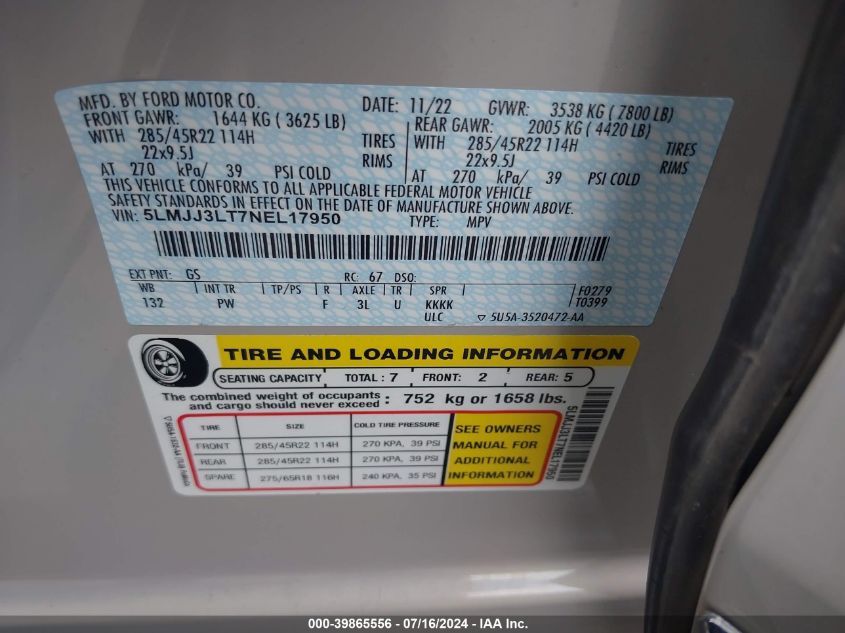 MFD. BY FORD MOTOR CO. DATE: 11/22 GVWR: 3538 KG ( 7800 LB)
FRONT GAWR: 1644 KG ( 3625 LB) REAR GAWR: 2005 KG ( 4420 LB)
WITH 285/45R22 114H TIRES WITH 285/45R22 114H TIRES
22x9.5J RIMS 22x9.5J RIMS
AT 270 kPa/ 39 PSI COLD AT 270 kPa/ 39 PSI COLD
THIS VEHICLE CONFORMS TO ALL APPLICABLE FEDERAL MOTOR VEHICLE
SAFETY STANDARDS IN EFFECT ON THE DATE OF MANUFACTURE SHOWN ABOVE.
VIN: 5LMJJ3LT7NEL17950 TYPE: MPV
EXT PNT: GS RC: 67 DSO:
WB INT TR TP/PS R AXLE TR SPR F0279
132 PW F 3L U KKKK T0399
ULC ▽ 5U5A-3520472-AA
TIRE AND LOADING INFORMATION
SEATING CAPACITY TOTAL : 7 FRONT: 2 REAR: 5
The combined weight of occupants and cargo should never exceed : 752 kg or 1658 lbs.
TIRE SIZE COLD TIRE PRESSURE
FRONT 285/45R22 114H 270 KPA, 39 PSI
REAR 285/45R22 114H 270 KPA, 39 PSI
SPARE 275/65R18 116H 240 KPA, 35 PSI
SEE OWNERS
MANUAL FOR
ADDITIONAL
INFORMATION
5LMJJ3LT7NEL17950
000-39865556 - 07/16/2024 - IAA Inc.